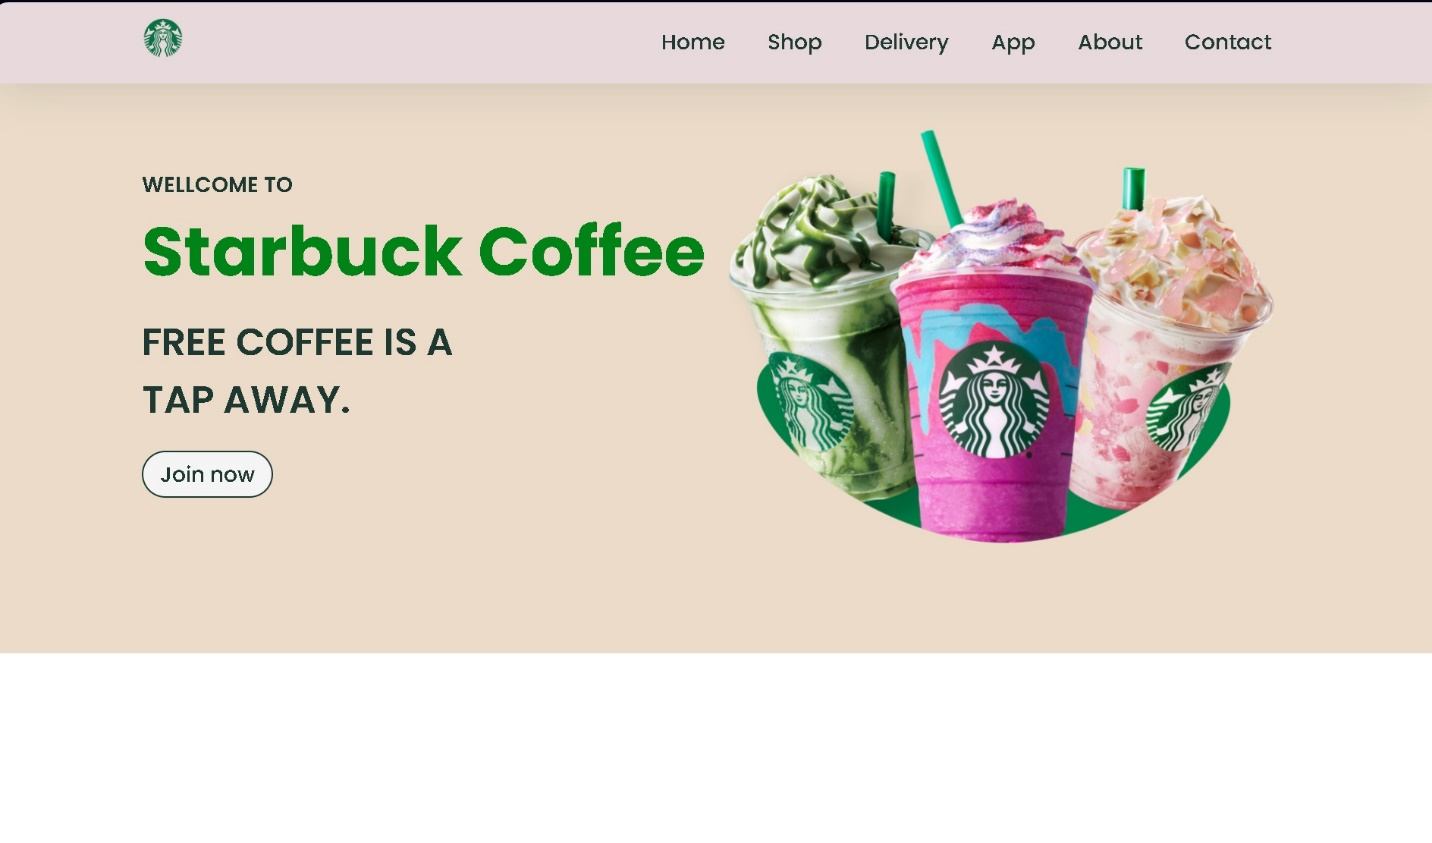 Home Shop Delivery App About Contact
WELLCOME TO
Starbuck Coffee
FREE COFFEE IS A
TAP AWAY.
Join now